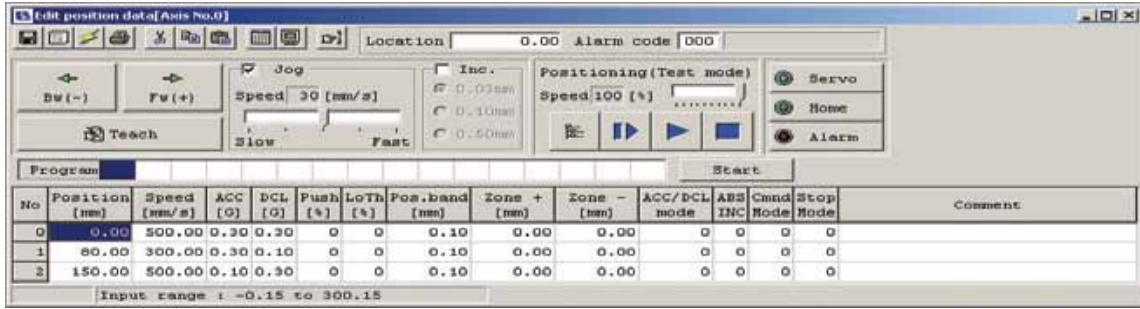 Edit position data[Axis No.0]
Location 0.00 Alarm code 000
Bw(-) Fw(+)
Teach
Jog
Speed 30 [mm/s]
Slow Fast
Inc.
0.03mm
0.10mm
0.50mm
Positioning(Test mode)
Speed 100 [%]
Servo
Home
Alarm
Program Start
No Position [mm] Speed [mm/s] ACC [G] DCL [G] Push [%] LoTh [%] Pos.band [mm] Zone + [mm] Zone - [mm] ACC/DCL mode ABS INC Cmnd Mode Stop Mode Comment
0 0.00 500.00 0.30 0.30 0 0 0.10 0.00 0.00 0 0 0 0
1 80.00 300.00 0.30 0.10 0 0 0.10 0.00 0.00 0 0 0 0
2 150.00 500.00 0.10 0.30 0 0 0.10 0.00 0.00 0 0 0 0
Input range : -0.15 to 300.15